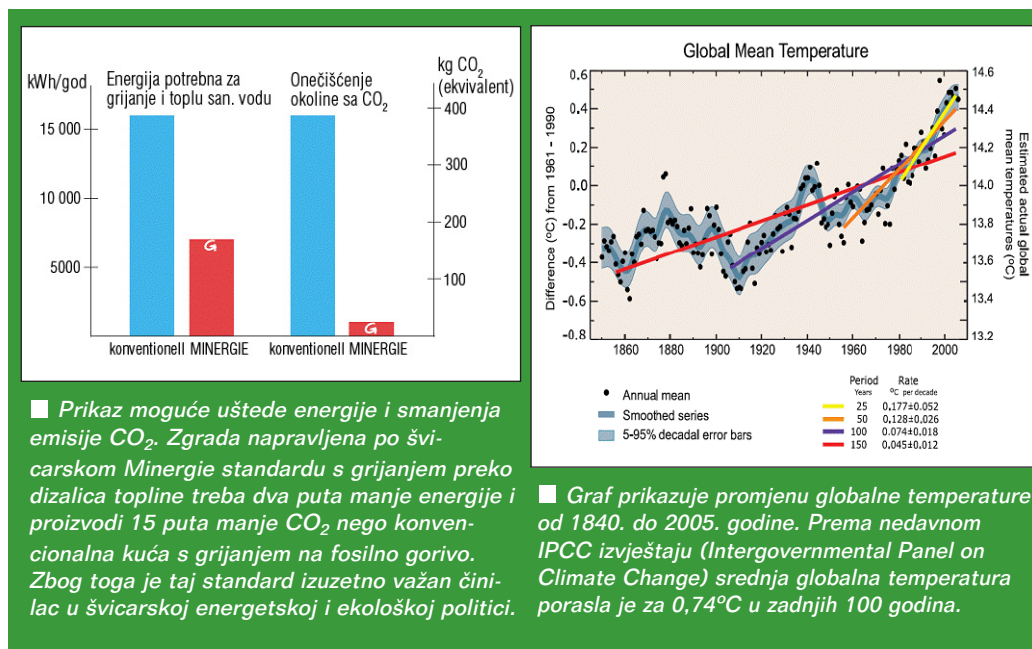 kWh/god
Energija potrebna za
grijanje i toplu san. vodu
Onečišćenje
okoline sa CO₂
kg CO₂
(ekvivalent)
15 000
10 000
5000
400
300
200
100
G
G
konventionell MINERGIE
konventionell MINERGIE
Prikaz moguće uštede energije i smanjenja
emisije CO₂. Zgrada napravljena po švi-
carskom Minergie standardu s grijanjem preko
dizalica topline treba dva puta manje energije i
proizvodi 15 puta manje CO₂ nego konven-
cionalna kuća s grijanjem na fosilno gorivo.
Zbog toga je taj standard izuzetno važan čini-
lac u švicarskoj energetskoj i ekološkoj politici.
Global Mean Temperature
Difference (°C) from 1961 - 1990
0.6
0.4
0.2
0.0
-0.2
-0.4
-0.6
-0.8
14.6
14.4
14.2
14.0
13.8
13.6
13.4
13.2
Estimated actual global
mean temperatures (°C)
1860 1880 1900 1920 1940 1960 1980 2000
Annual mean
Smoothed series
5-95% decadal error bars
Period Rate
Years °C per decade
25 0.177±0.052
50 0.128±0.026
100 0.074±0.018
150 0.045±0.012
Graf prikazuje promjenu globalne temperature
od 1840. do 2005. godine. Prema nedavnom
IPCC izvještaju (Intergovernmental Panel on
Climate Change) srednja globalna temperatura
porasla je za 0,74°C u zadnjih 100 godina.